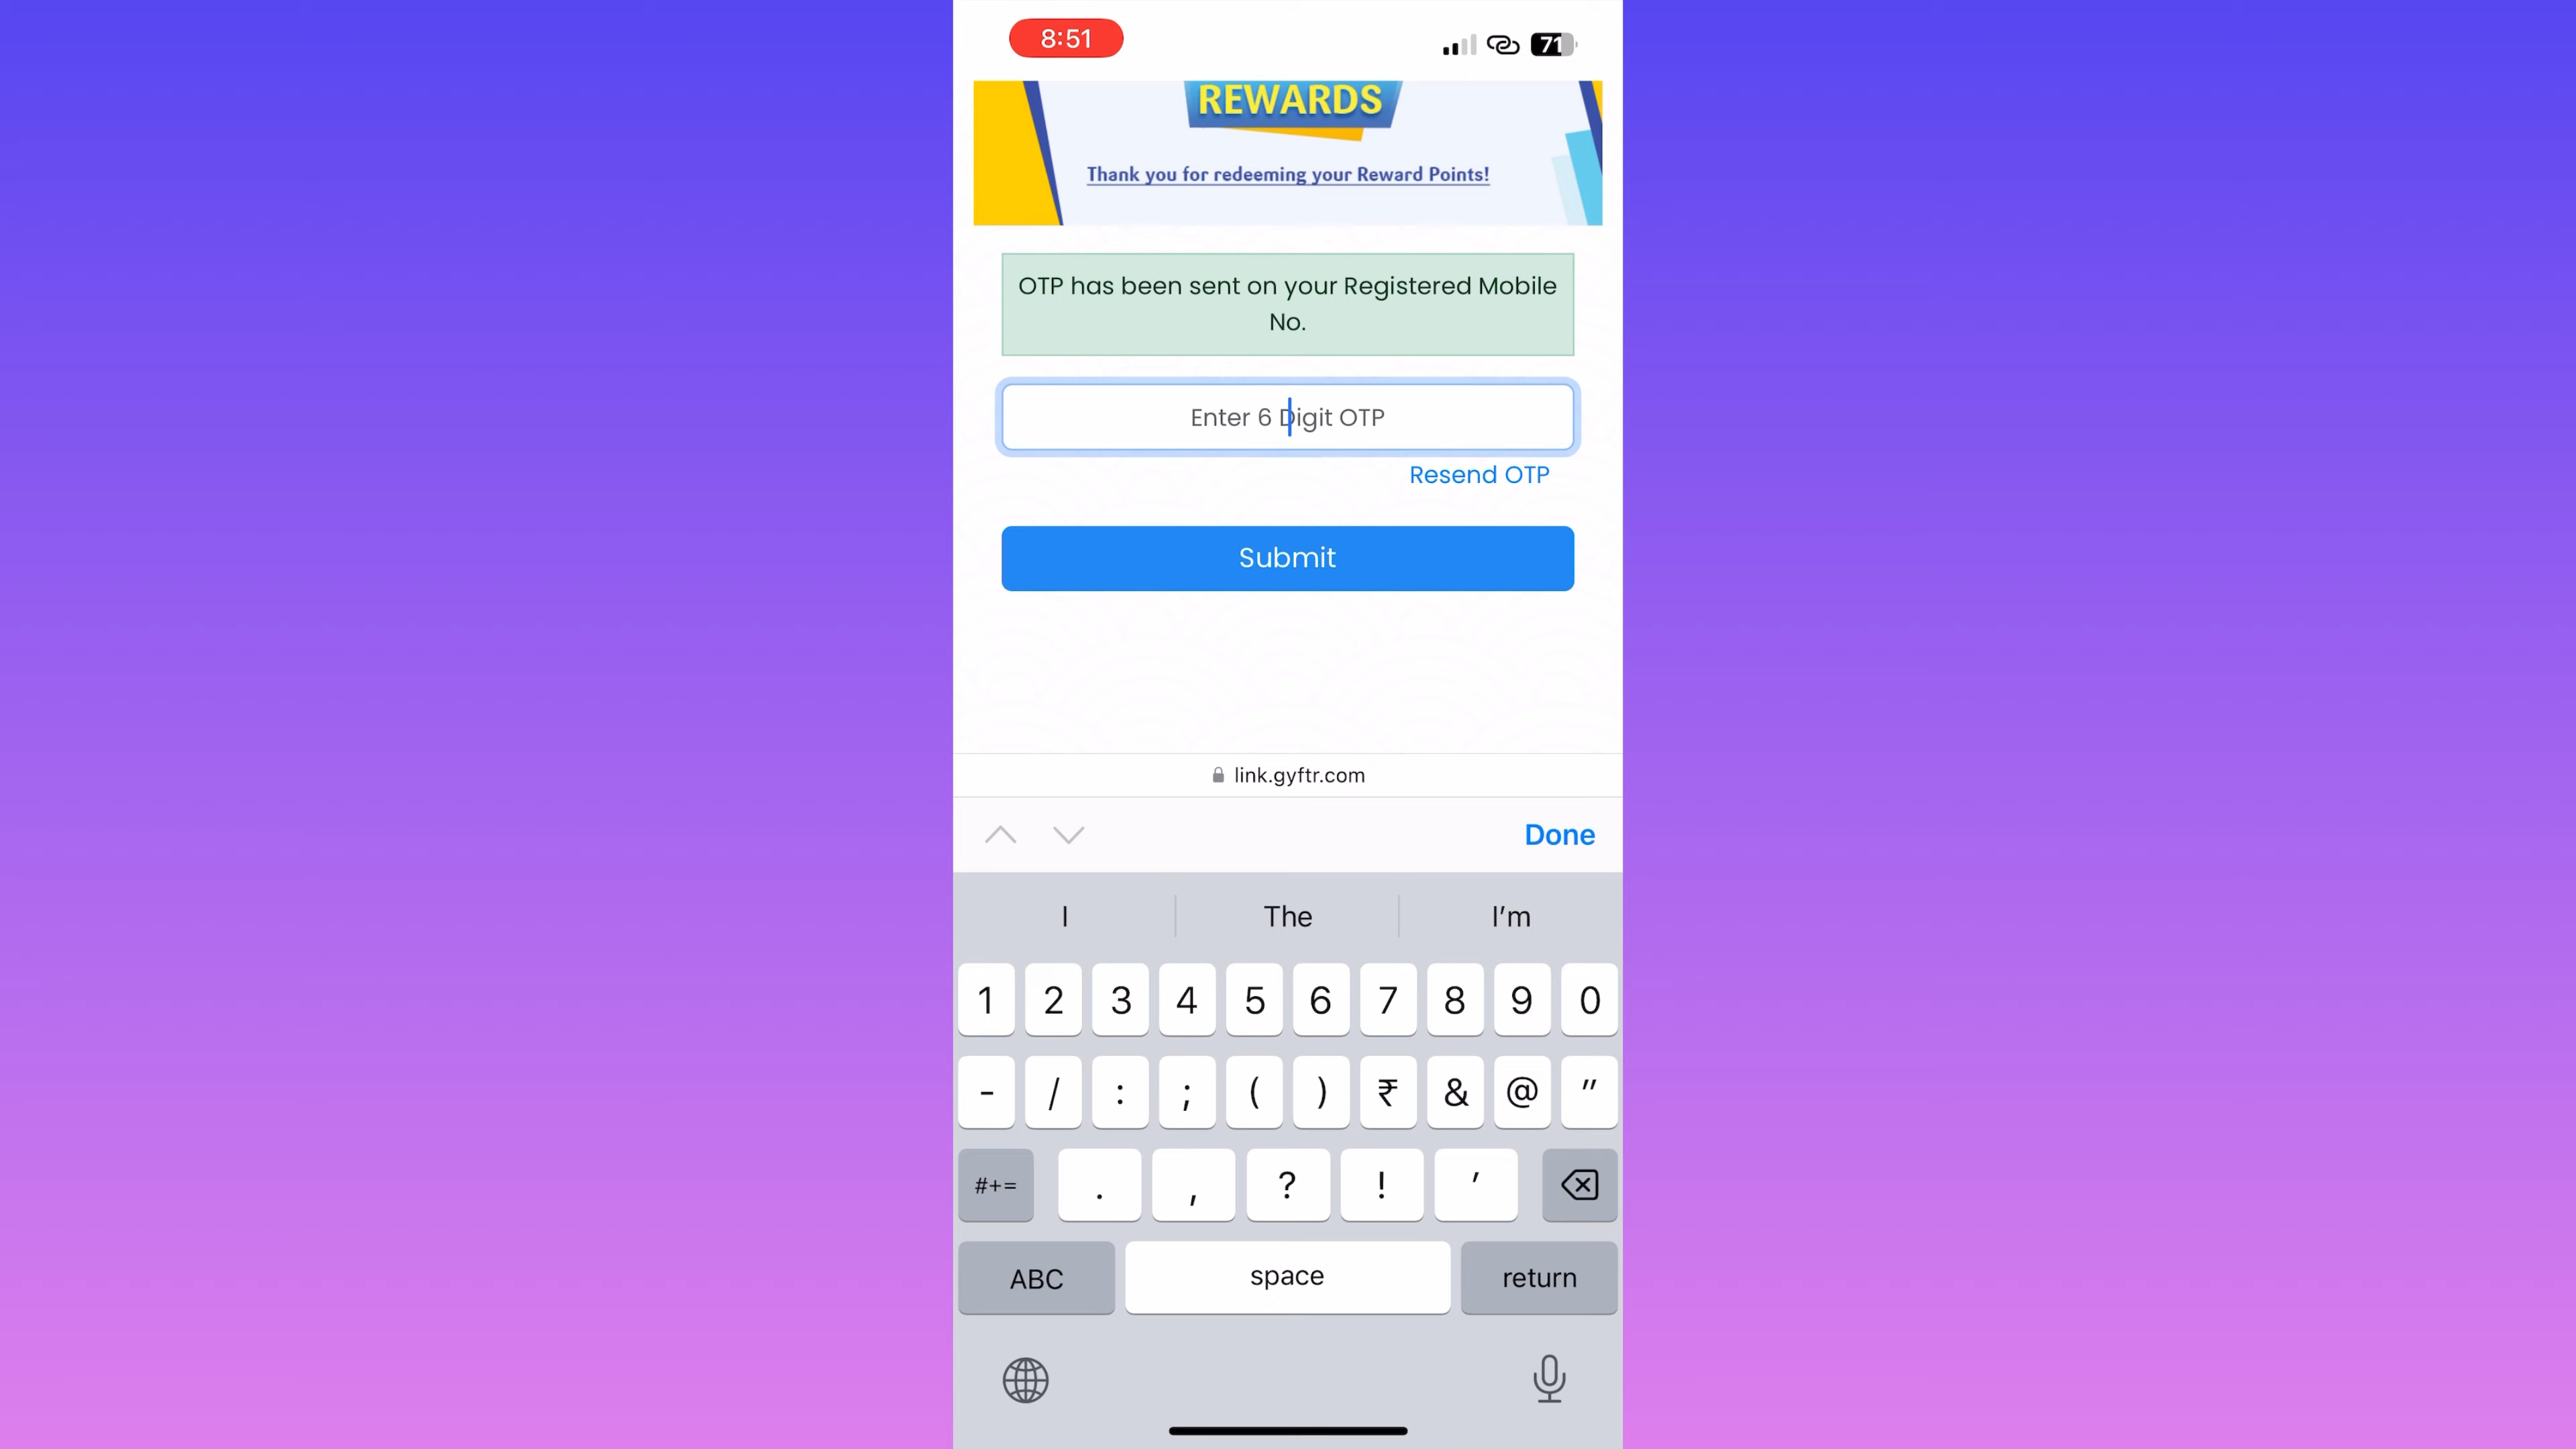 8:51
71
REWARDS
Thank you for redeeming your Reward Points!
OTP has been sent on your Registered Mobile
No.
Enter 6 Digit OTP
Resend OTP
Submit
link.gyftr.com
Done
I The I'm
1 2 3 4 5 6 7 8 9 0
- / : ; ( ) ₹ & @ "
#+= . , ? ! '
ABC space return